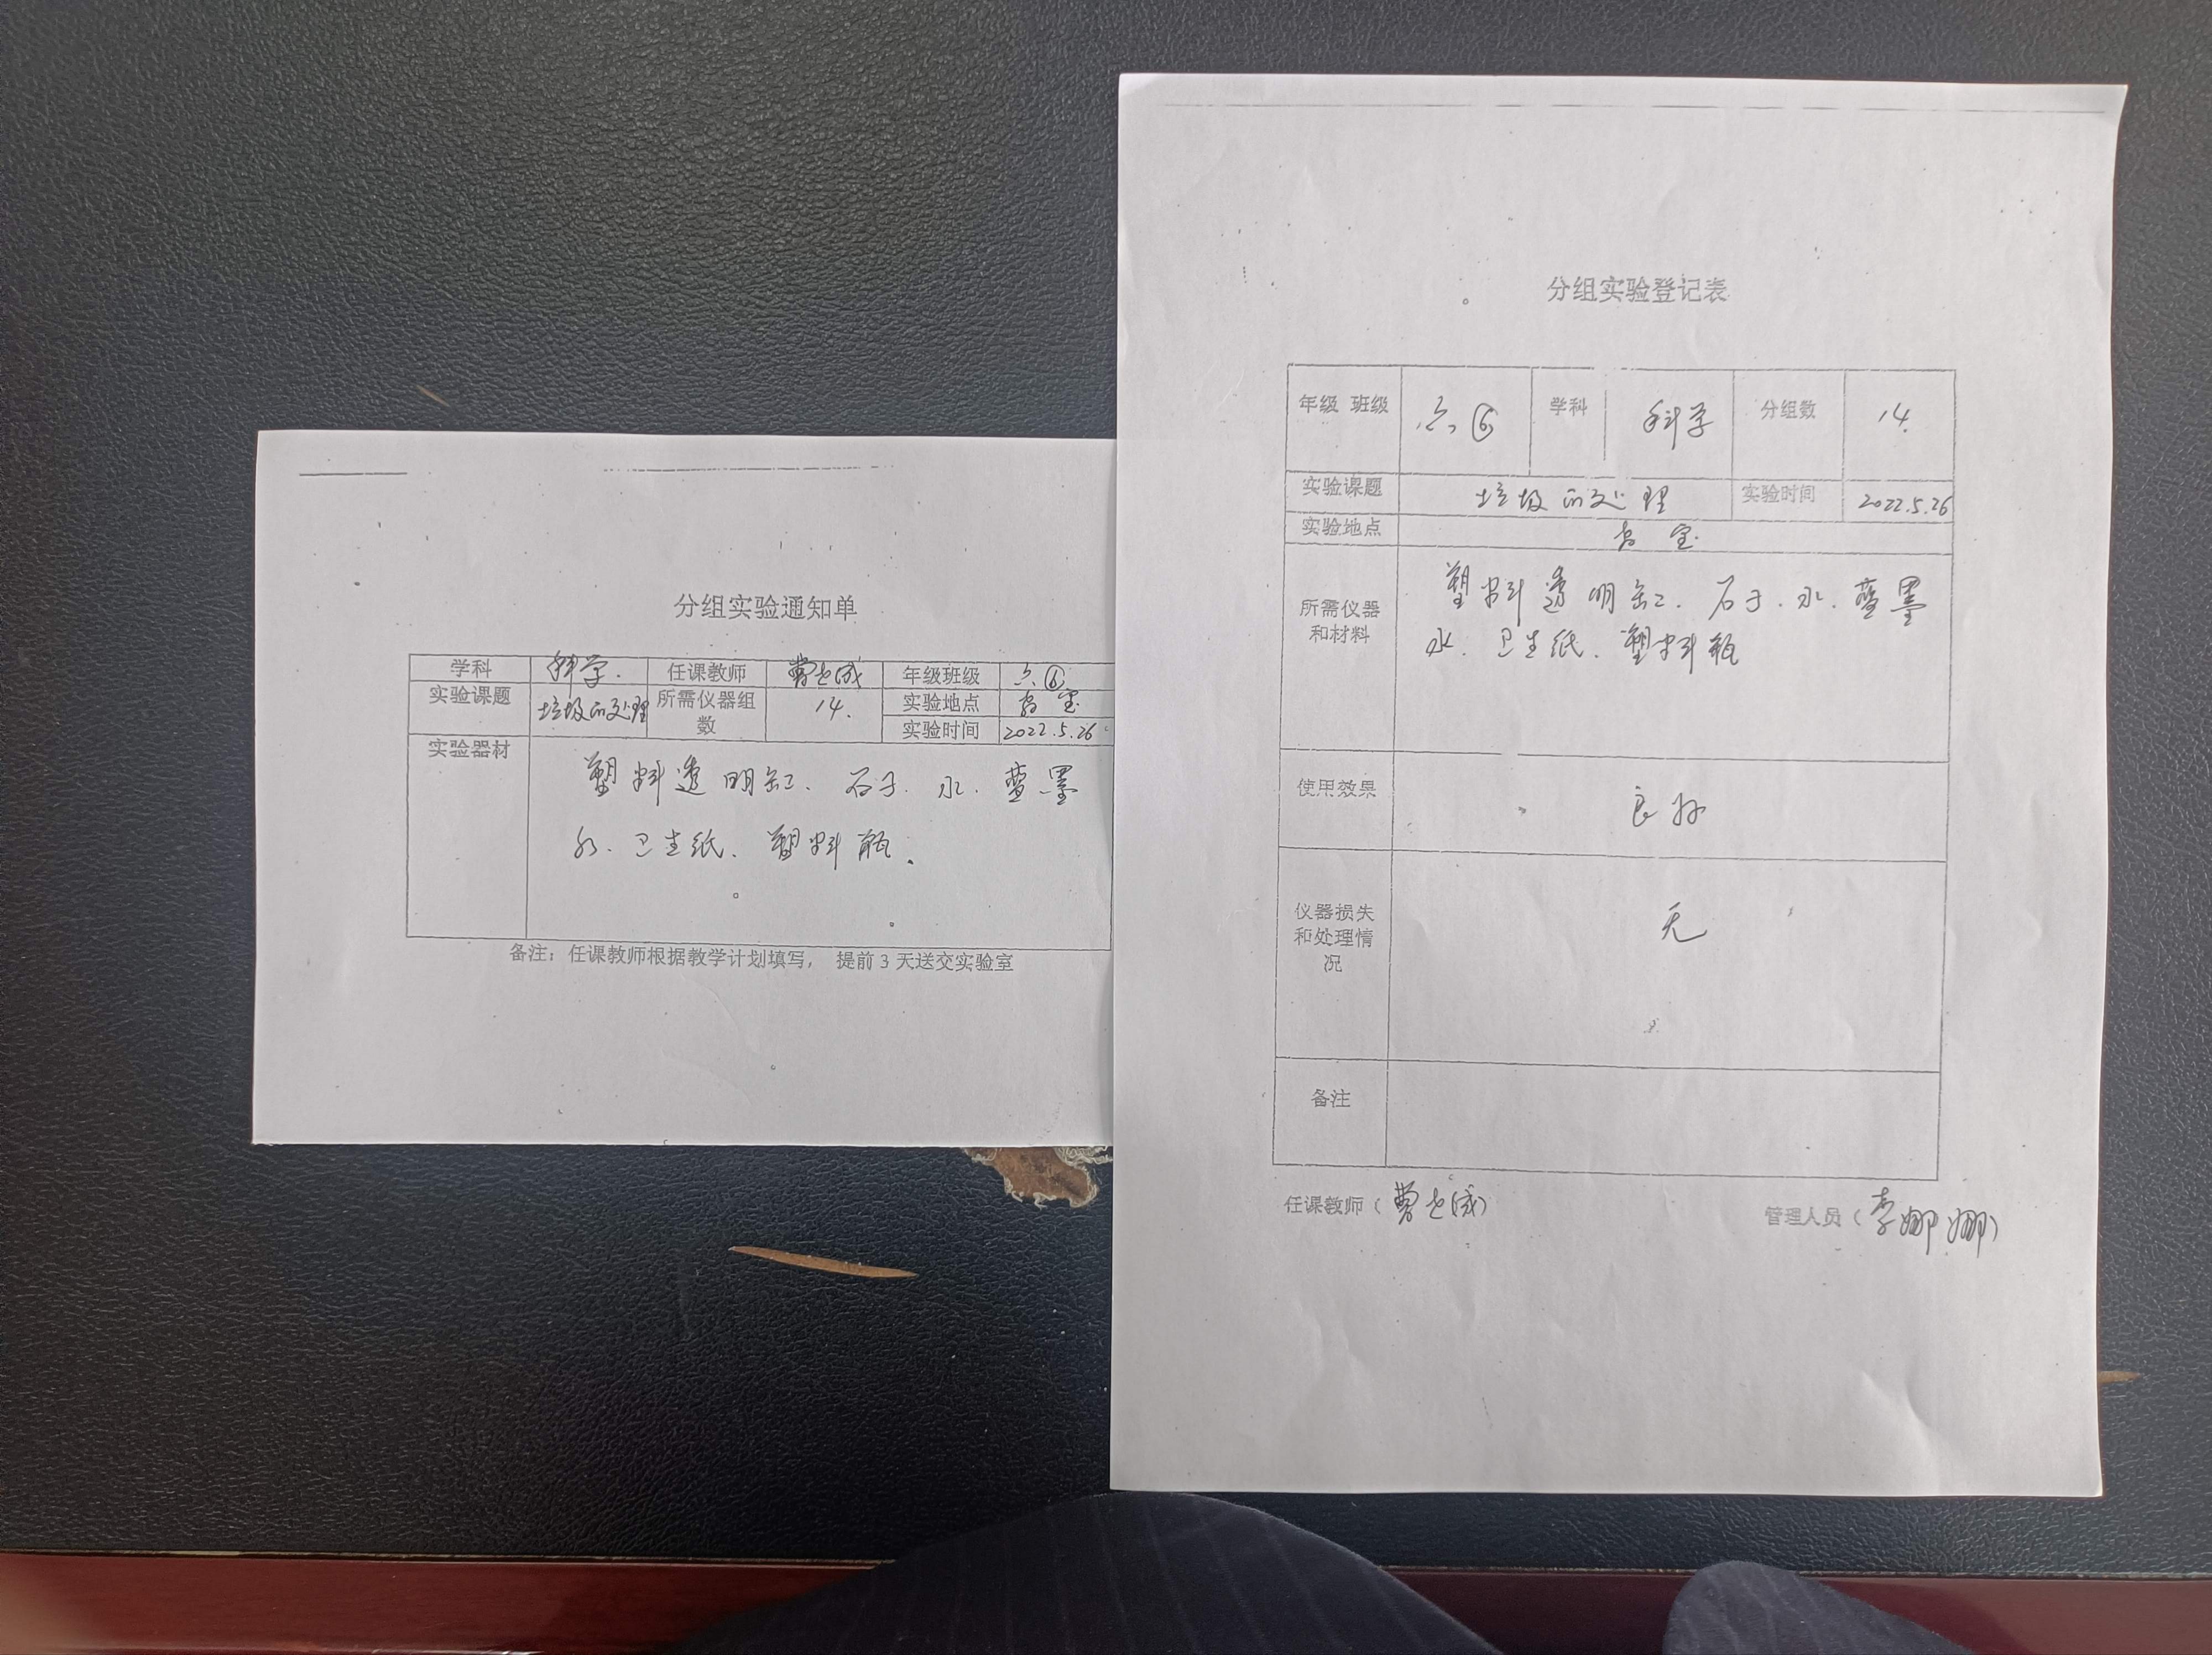 分组实验通知单
学科 科学. 任课教师 年级班级 六.⑥
实验课题 垃圾的处理 所需仪器组数 14. 实验地点 室
实验时间 2022.5.26
实验器材 塑料透明缸、石子、水、蓝墨
水、卫生纸、塑料瓶。
备注：任课教师根据教学计划填写， 提前3天送交实验室
分组实验登记表
年级 班级 六⑥ 学科 科学 分组数 14.
实验课题 垃圾的处理 实验时间 2022.5.26
实验地点 室
所需仪器和材料 塑料透明缸、石子、水、蓝墨
水、卫生纸、塑料瓶
使用效果 良好
仪器损失和处理情况 无
备注
任课教师（ ） 管理人员（李娜娜）